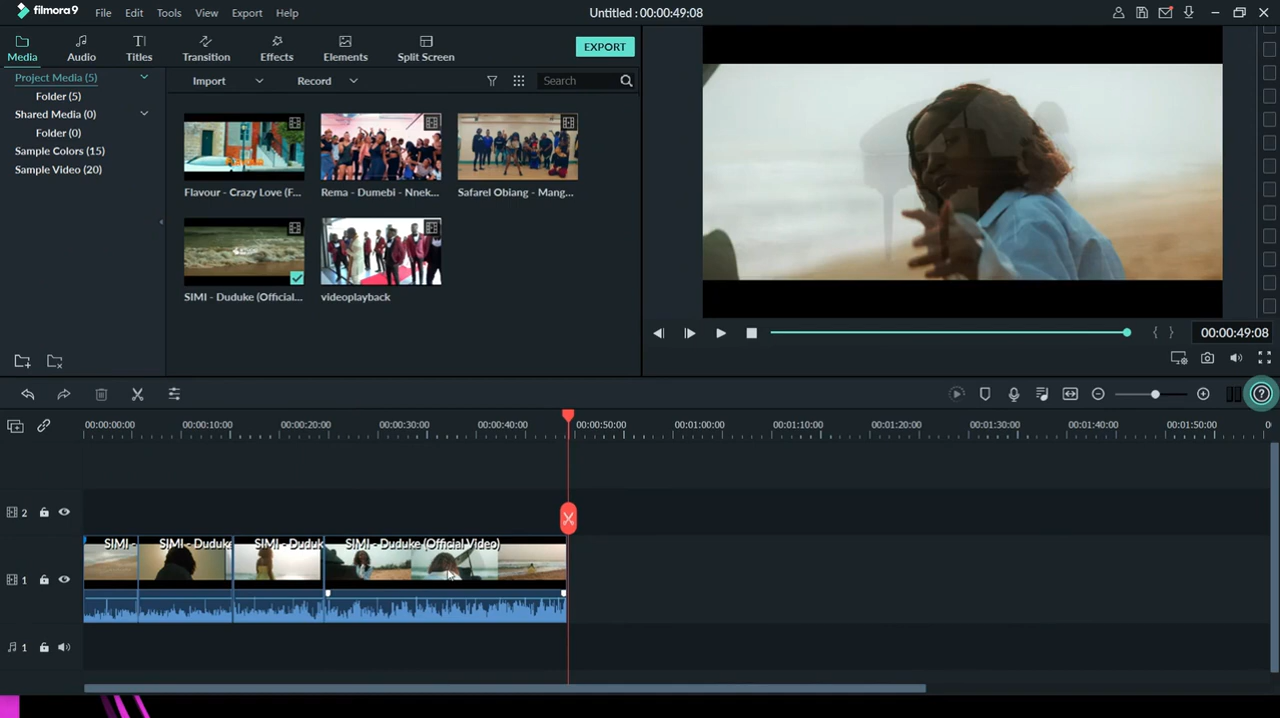 filmora9 File Edit Tools View Export Help Untitled : 00:00:49:08
Media Audio Titles Transition Effects Elements Split Screen EXPORT
Project Media (5)
Folder (5)
Shared Media (0)
Folder (0)
Sample Colors (15)
Sample Video (20)
Import Record Search
Flavour - Crazy Love (F... Rema - Dumebi - Nnek... Safarel Obiang - Mang...
SIMI - Duduke (Official... videoplayback
00:00:49:08
00:00:00:00 00:00:10:00 00:00:20:00 00:00:30:00 00:00:40:00 00:00:50:00 00:01:00:00 00:01:10:00 00:01:20:00 00:01:30:00 00:01:40:00 00:01:50:00
2
SIMI - SIMI - Duduke SIMI - Duduk SIMI - Duduke (Official Video)
1
1